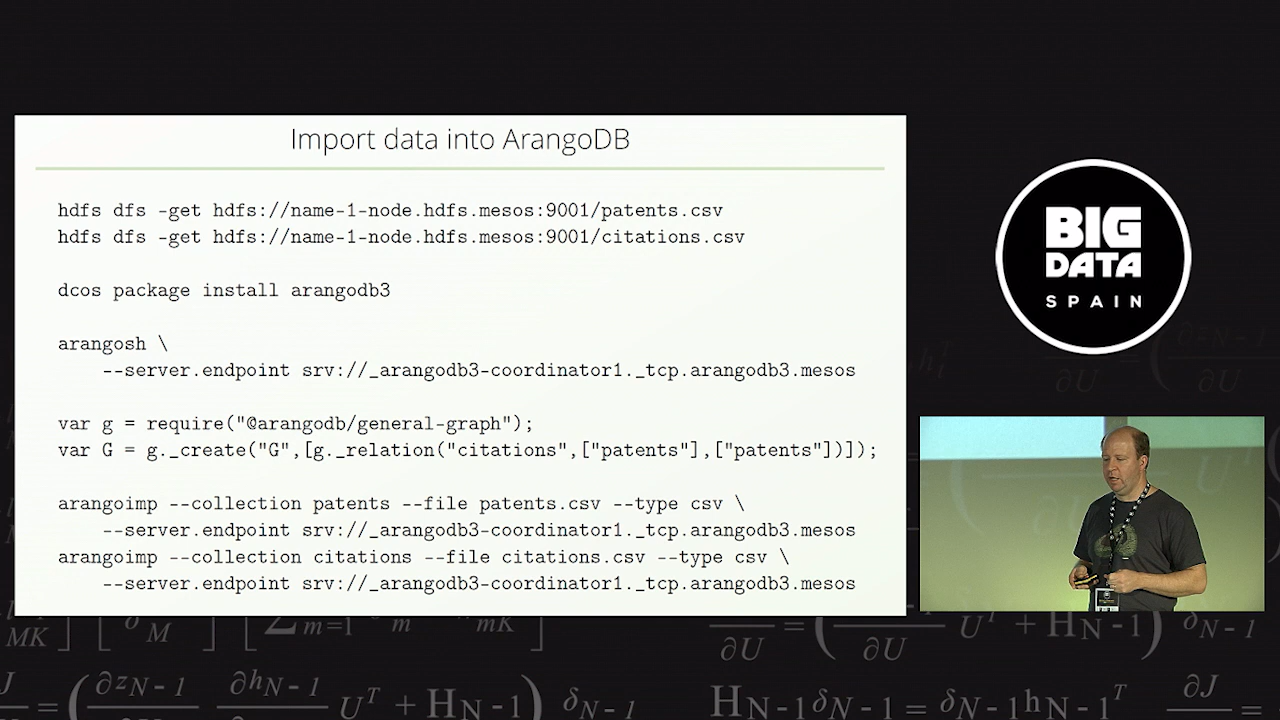 Import data into ArangoDB
hdfs dfs -get hdfs://name-1-node.hdfs.mesos:9001/patents.csv
hdfs dfs -get hdfs://name-1-node.hdfs.mesos:9001/citations.csv
dcos package install arangodb3
arangosh \
--server.endpoint srv://_arangodb3-coordinator1._tcp.arangodb3.mesos
var g = require("@arangodb/general-graph");
var G = g._create("G",[g._relation("citations",["patents"],["patents"])]);
arangoimp --collection patents --file patents.csv --type csv \
--server.endpoint srv://_arangodb3-coordinator1._tcp.arangodb3.mesos
arangoimp --collection citations --file citations.csv --type csv \
--server.endpoint srv://_arangodb3-coordinator1._tcp.arangodb3.mesos
BIG
DATA
SPAIN